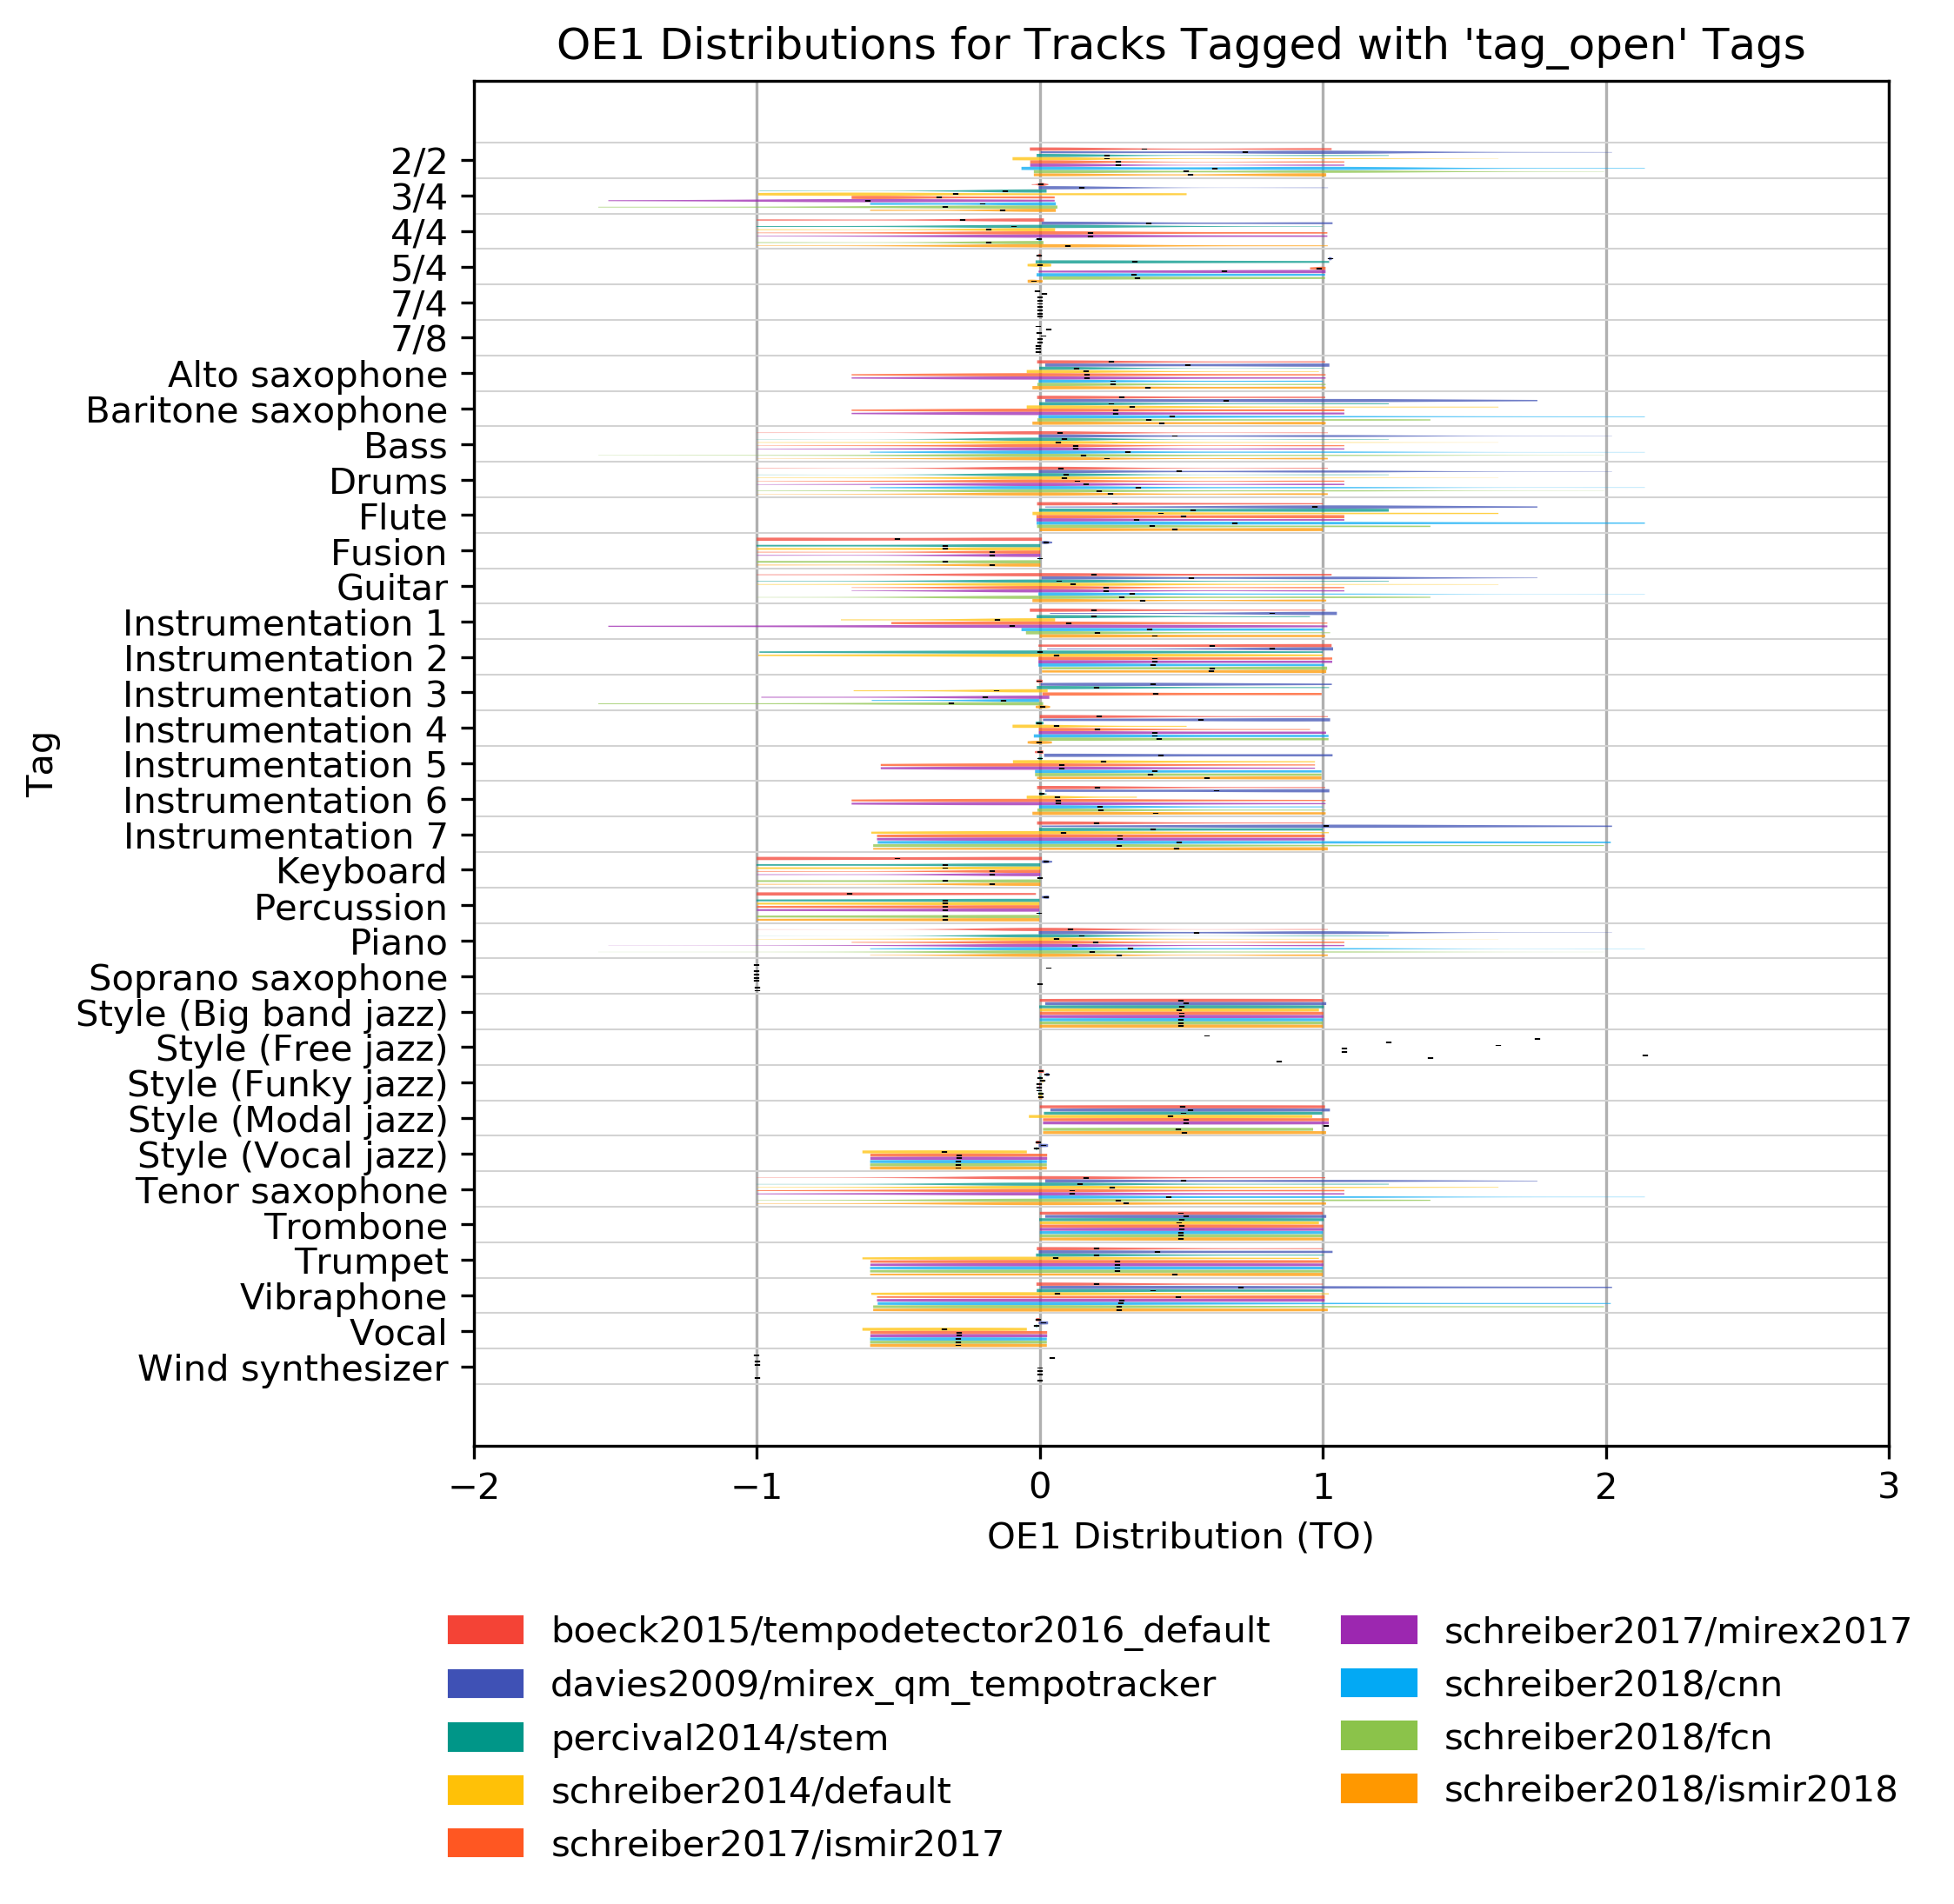 OE1 Distributions for Tracks Tagged with 'tag_open' Tags
Tag
2/2
3/4
4/4
5/4
7/4
7/8
Alto saxophone
Baritone saxophone
Bass
Drums
Flute
Fusion
Guitar
Instrumentation 1
Instrumentation 2
Instrumentation 3
Instrumentation 4
Instrumentation 5
Instrumentation 6
Instrumentation 7
Keyboard
Percussion
Piano
Soprano saxophone
Style (Big band jazz)
Style (Free jazz)
Style (Funky jazz)
Style (Modal jazz)
Style (Vocal jazz)
Tenor saxophone
Trombone
Trumpet
Vibraphone
Vocal
Wind synthesizer
−2 −1 0 1 2 3
OE1 Distribution (TO)
boeck2015/tempodetector2016_default
davies2009/mirex_qm_tempotracker
percival2014/stem
schreiber2014/default
schreiber2017/ismir2017
schreiber2017/mirex2017
schreiber2018/cnn
schreiber2018/fcn
schreiber2018/ismir2018